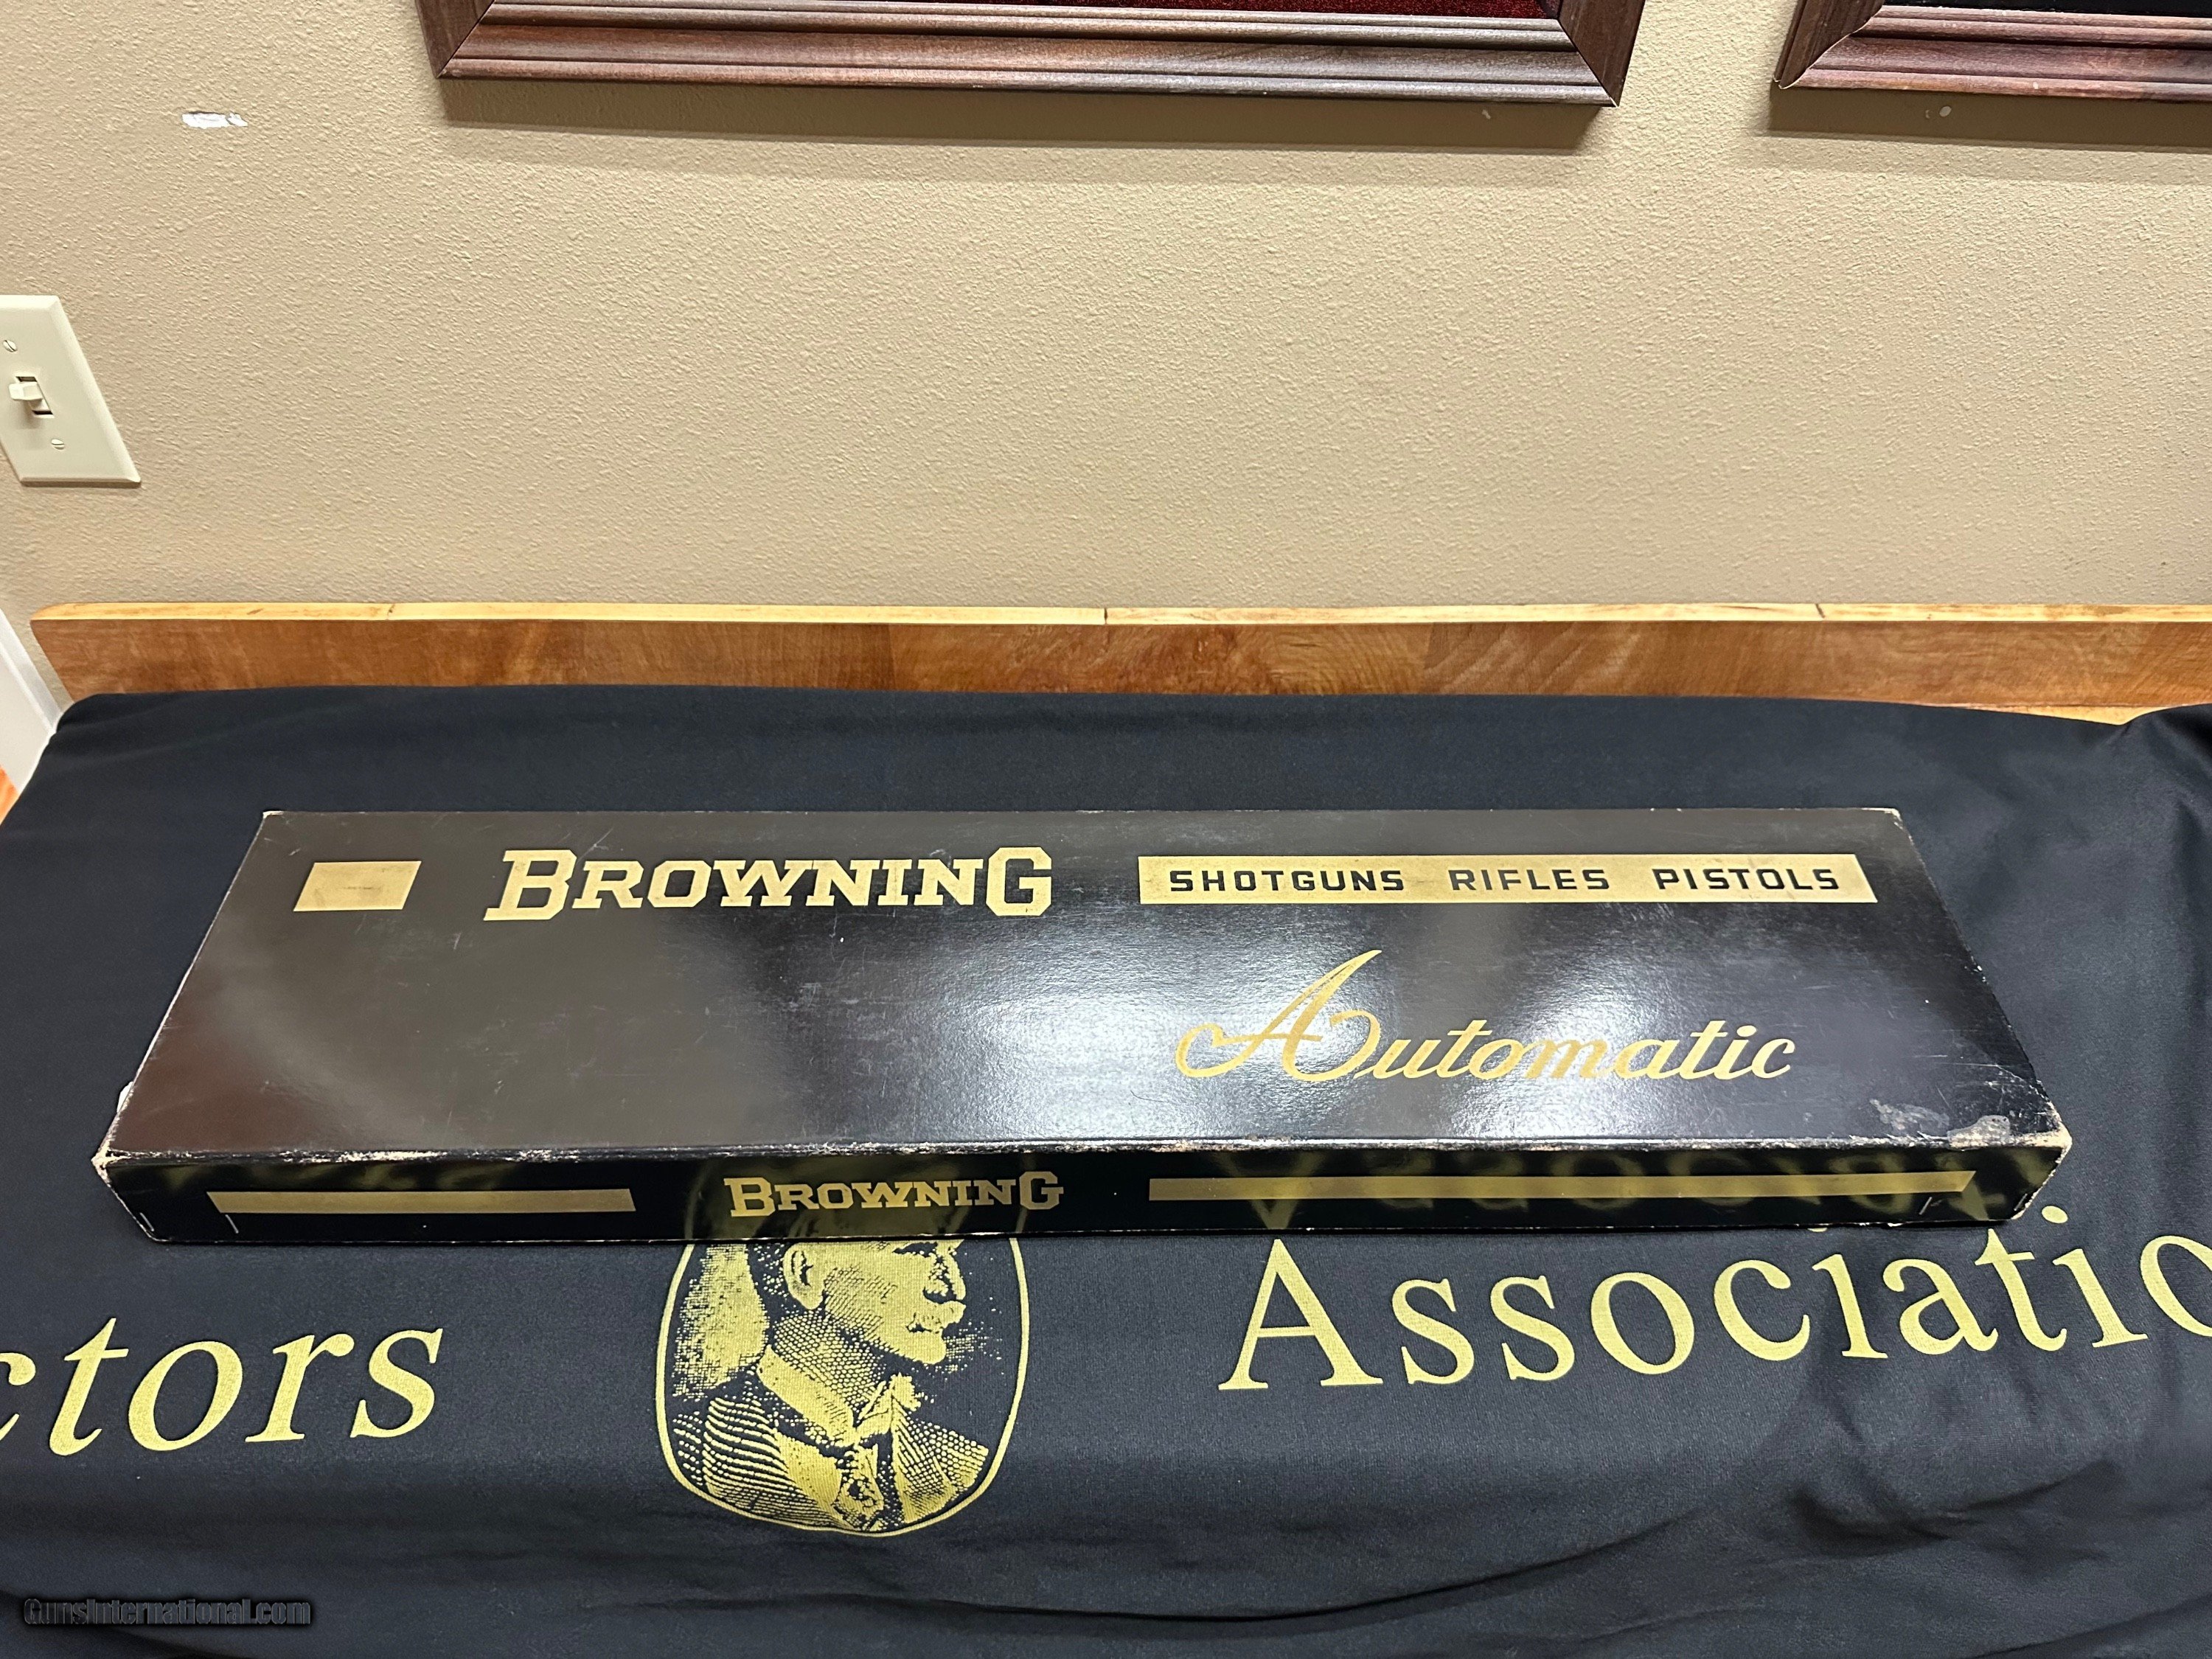 BROWNING
SHOTGUNS RIFLES PISTOLS
Automatic
BROWNING
ctors Associatio
GunsInternational.com